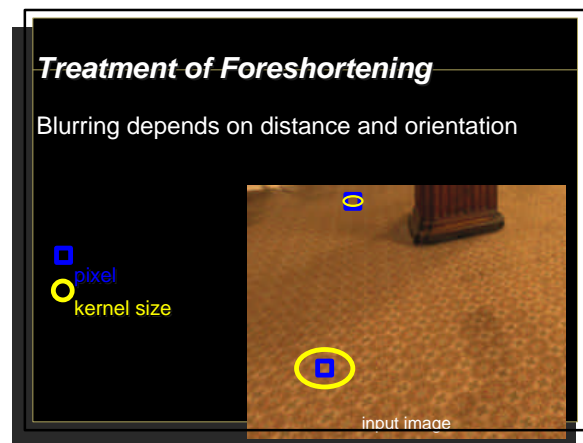 Treatment of Foreshortening
Blurring depends on distance and orientation
pixel
kernel size
input image